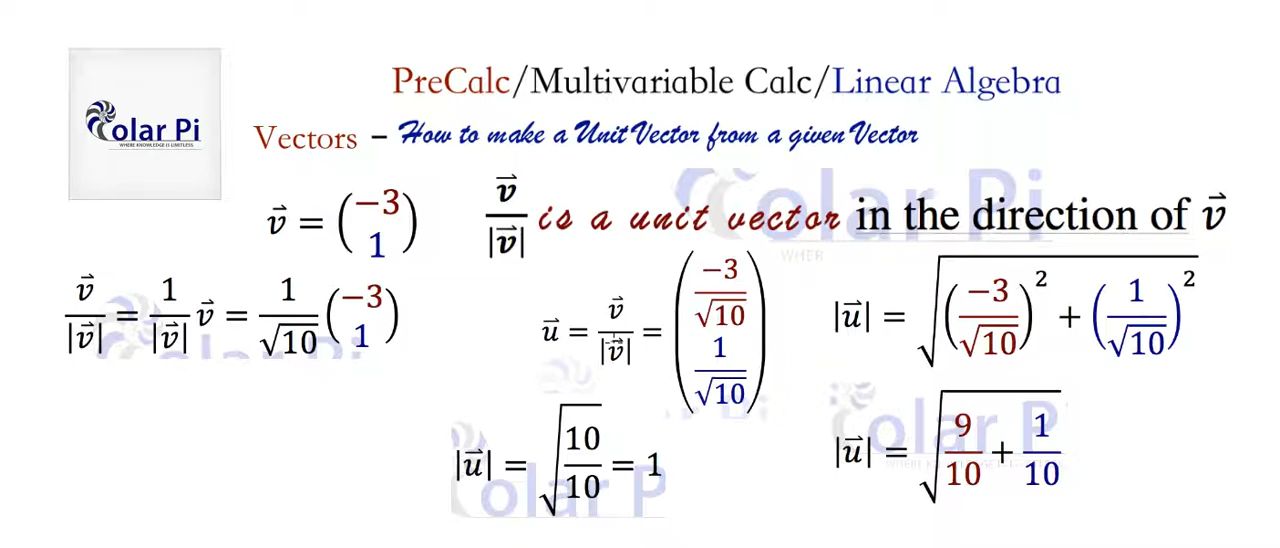 olar Pi
WHERE KNOWLEDGE IS LIMITLESS
PreCalc/Multivariable Calc/Linear Algebra
Vectors – How to make a Unit Vector from a given Vector
v⃗ = (−3 1)
v⃗/|v⃗| is a unit vector in the direction of v⃗
v⃗/|v⃗| = 1/|v⃗| v⃗ = 1/√10 (−3 1)
u⃗ = v⃗/|v⃗| = (−3/√10 1/√10)
|u⃗| = √((−3/√10)² + (1/√10)²)
|u⃗| = √(9/10 + 1/10)
|u⃗| = √(10/10) = 1